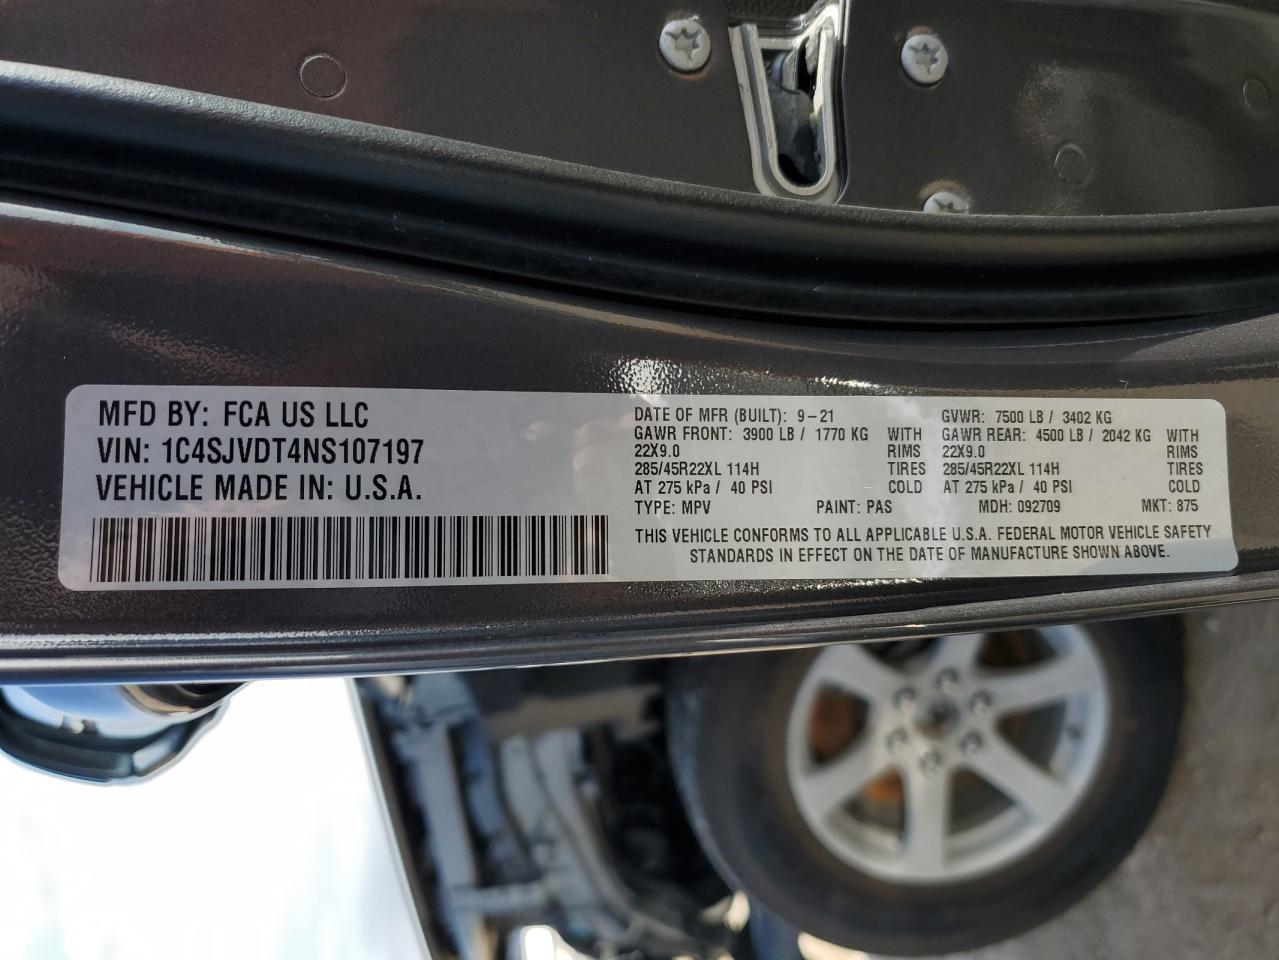 MFD BY: FCA US LLC
VIN: 1C4SJVDT4NS107197
VEHICLE MADE IN: U.S.A.
DATE OF MFR (BUILT): 9-21 GVWR: 7500 LB / 3402 KG
GAWR FRONT: 3900 LB / 1770 KG WITH GAWR REAR: 4500 LB / 2042 KG WITH
22X9.0 RIMS 22X9.0 RIMS
285/45R22XL 114H TIRES 285/45R22XL 114H TIRES
AT 275 kPa / 40 PSI COLD AT 275 kPa / 40 PSI COLD
TYPE: MPV PAINT: PAS MDH: 092709 MKT: 875
THIS VEHICLE CONFORMS TO ALL APPLICABLE U.S.A. FEDERAL MOTOR VEHICLE SAFETY
STANDARDS IN EFFECT ON THE DATE OF MANUFACTURE SHOWN ABOVE.